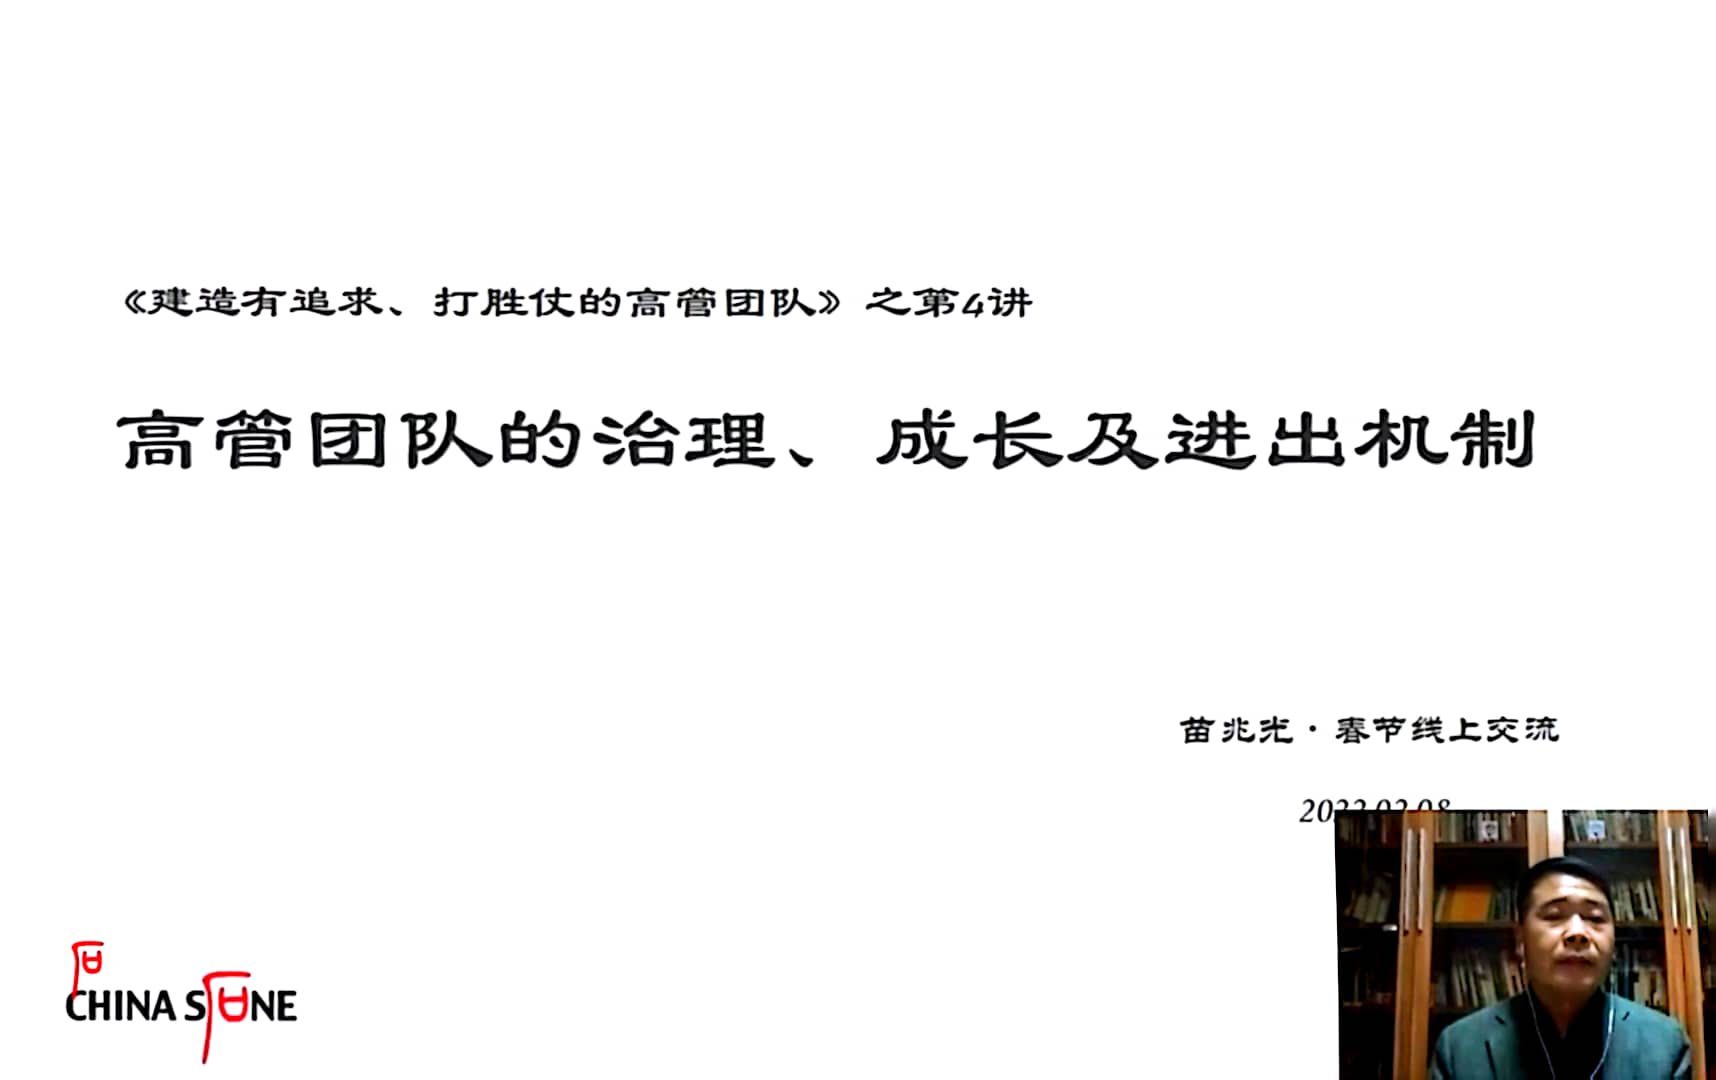 《建造有追求、打胜仗的高管团队》之第4讲
高管团队的治理、成长及进出机制
苗兆光·春节线上交流
CHINA STONE